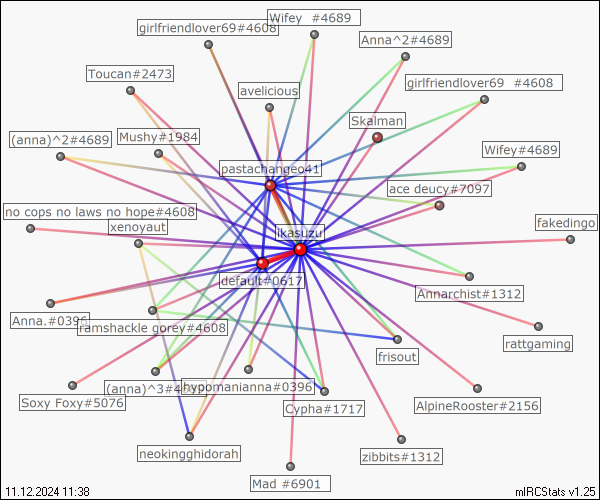 Wifey  #4689
girlfriendlover69#4608
Anna^2#4689
Toucan#2473
girlfriendlover69  #4608
avelicious
Skalman
(anna)^2#4689
Mushy#1984
Wifey#4689
pastachangeo41
ace deucy#7097
no cops no laws no hope#4608
fakedingo
xenoyaut
ikasuzu
default#0617
Annarchist#1312
Anna.#0396
ramshackle gorey#4608
rattgaming
frisout
(anna)^3#4
hypomanianna#0396
Soxy Foxy#5076
Cypha#1717
AlpineRooster#2156
neokingghidorah
zibbits#1312
Mad #6901
11.12.2024 11:38
mIRCStats v1.25